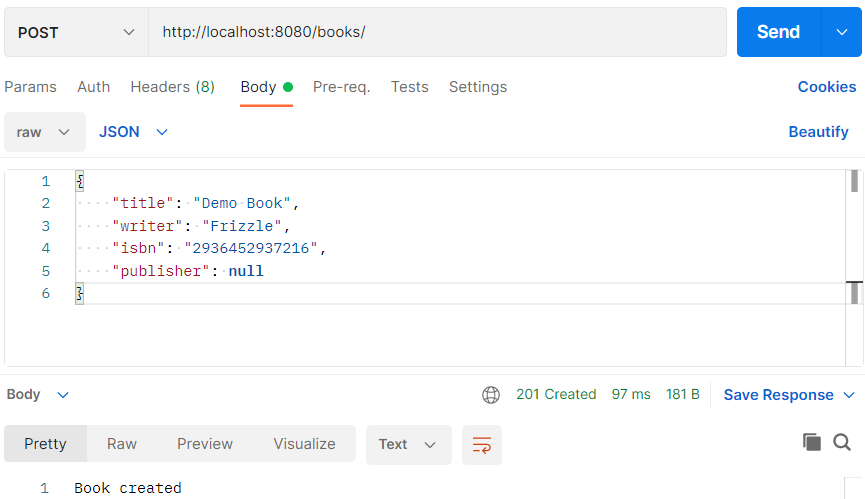 POST http://localhost:8080/books/ Send
Params Auth Headers (8) Body Pre-req. Tests Settings Cookies
raw JSON Beautify
1 {
2 "title": "Demo Book",
3 "writer": "Frizzle",
4 "isbn": "2936452937216",
5 "publisher": null
6 }
Body 201 Created 97 ms 181 B Save Response
Pretty Raw Preview Visualize Text
1 Book created